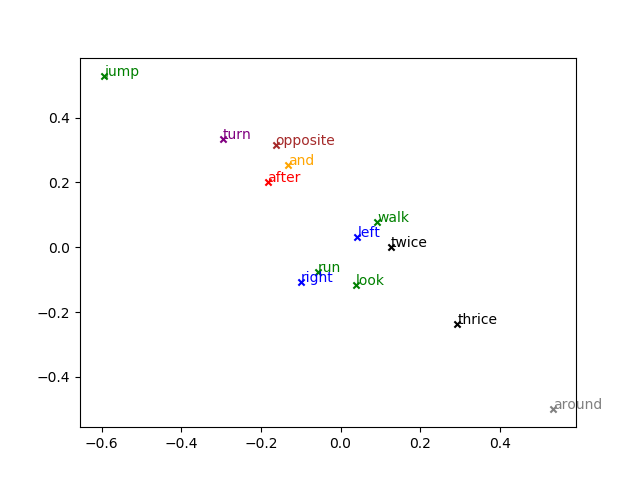 jump
turn
opposite
and
after
walk
left
twice
run
right
look
thrice
around
0.4
0.2
0.0
−0.2
−0.4
−0.6 −0.4 −0.2 0.0 0.2 0.4